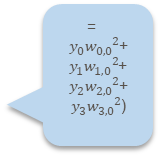 =
y₀w₀,₀²+
y₁w₁,₀²+
y₂w₂,₀²+
y₃w₃,₀²)